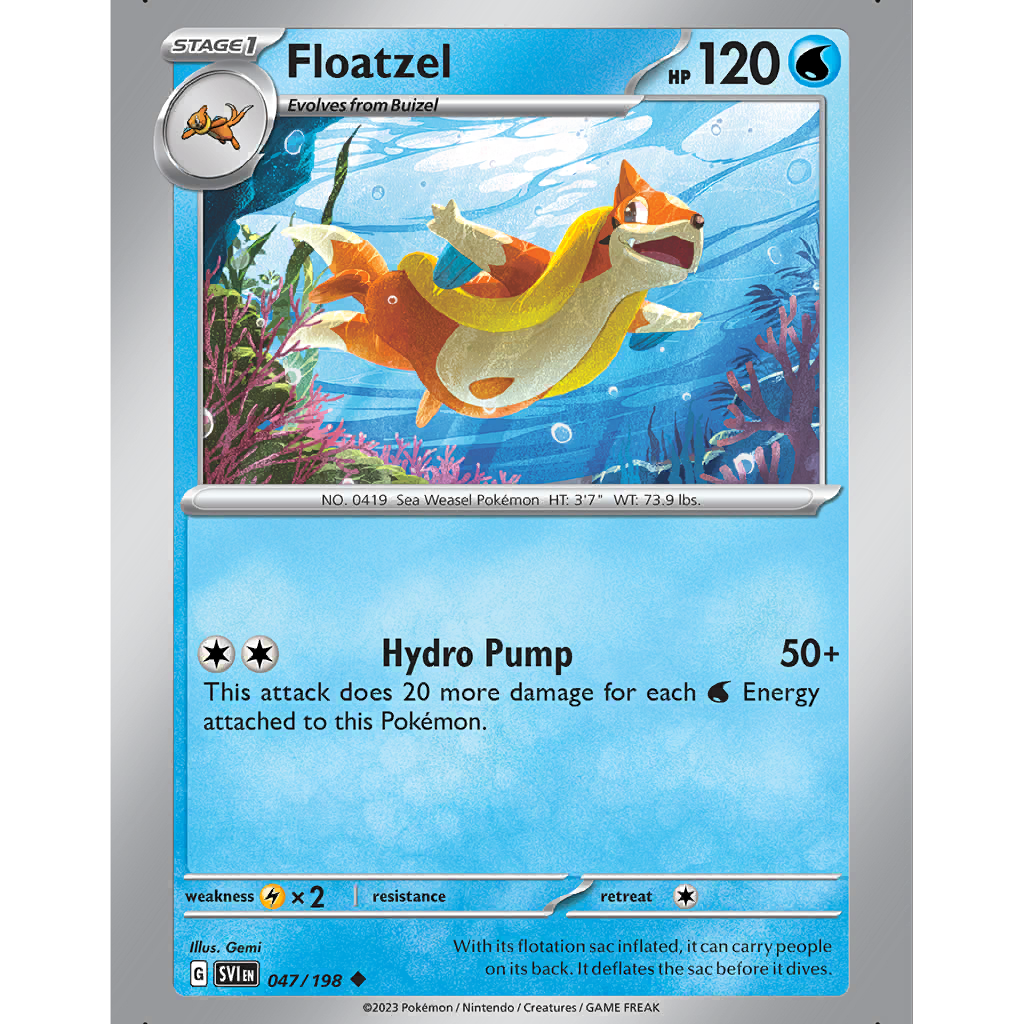 STAGE1
Floatzel
HP 120
Evolves from Buizel
NO. 0419 Sea Weasel Pokémon HT: 3'7" WT: 73.9 lbs.
Hydro Pump 50+
This attack does 20 more damage for each Energy
attached to this Pokémon.
weakness ×2 resistance retreat
Illus. Gemi
With its flotation sac inflated, it can carry people
on its back. It deflates the sac before it dives.
G SVI EN 047/198
©2023 Pokémon / Nintendo / Creatures / GAME FREAK